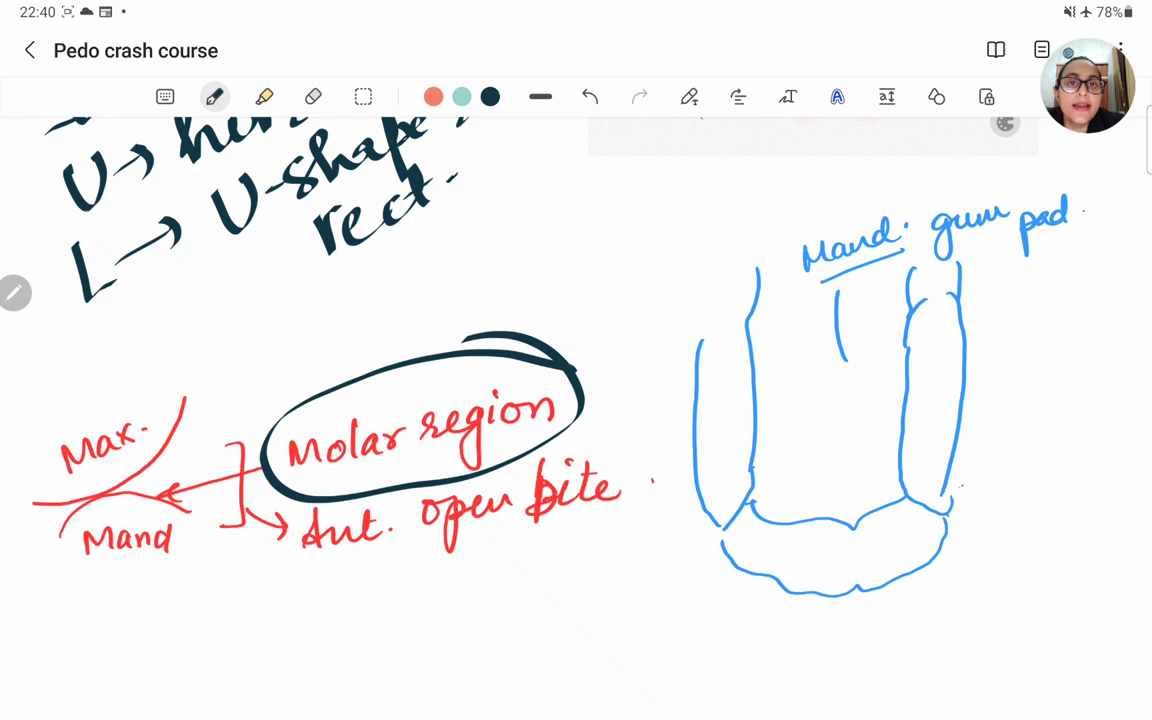 22:40
78%
Pedo crash course
U→
L→ U-shape
rect.
Mand. gum pad.
Max.
Mand
Molar region
Ant. open bite